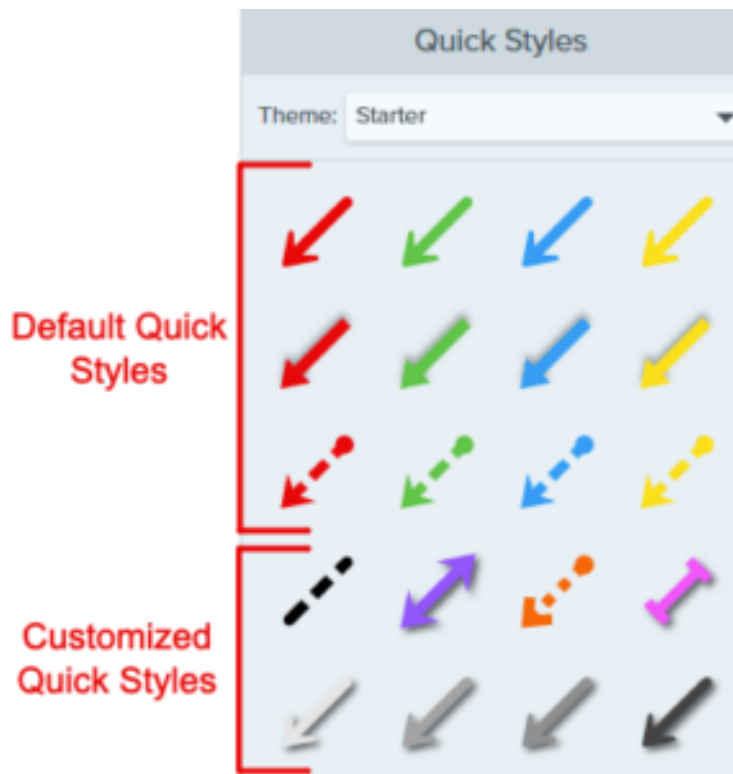 Quick Styles
Theme: Starter
Default Quick
Styles
Customized
Quick Styles